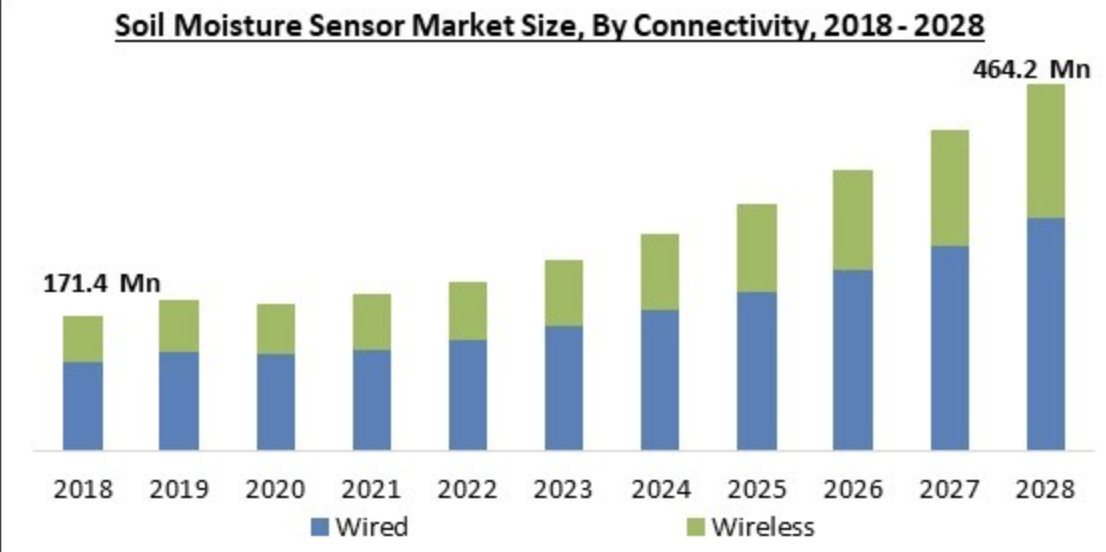 Soil Moisture Sensor Market Size, By Connectivity, 2018 - 2028
464.2 Mn
171.4 Mn
2018 2019 2020 2021 2022 2023 2024 2025 2026 2027 2028
Wired Wireless